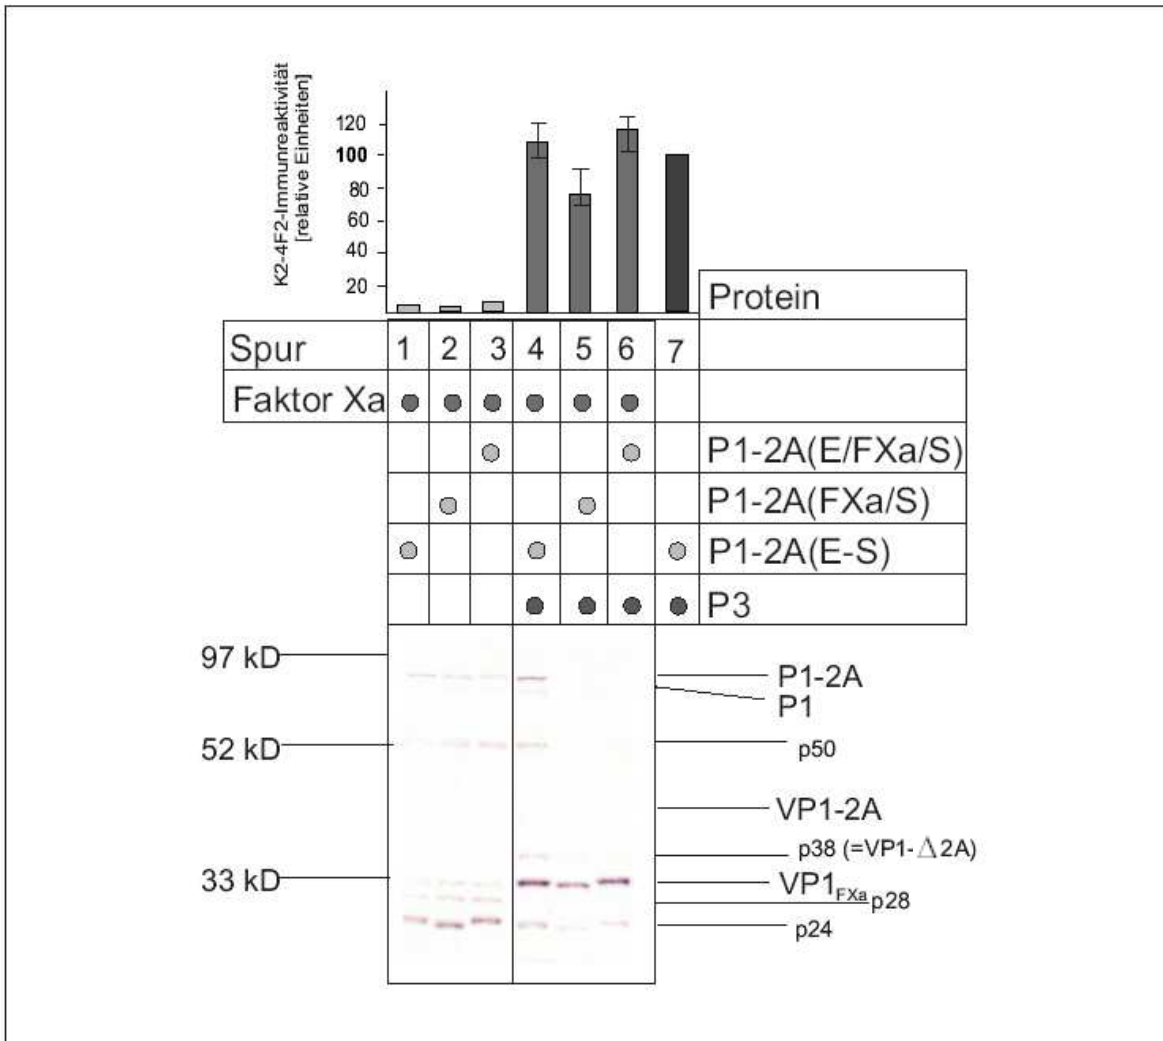 K2-4F2-Immunreaktivität
[relative Einheiten]
120
100
80
60
40
20
Protein
Spur 1 2 3 4 5 6 7
Faktor Xa
P1-2A(E/FXa/S)
P1-2A(FXa/S)
P1-2A(E-S)
P3
97 kD
P1-2A
P1
52 kD
p50
VP1-2A
p38 (=VP1-Δ2A)
33 kD
VP1FXa
p28
p24